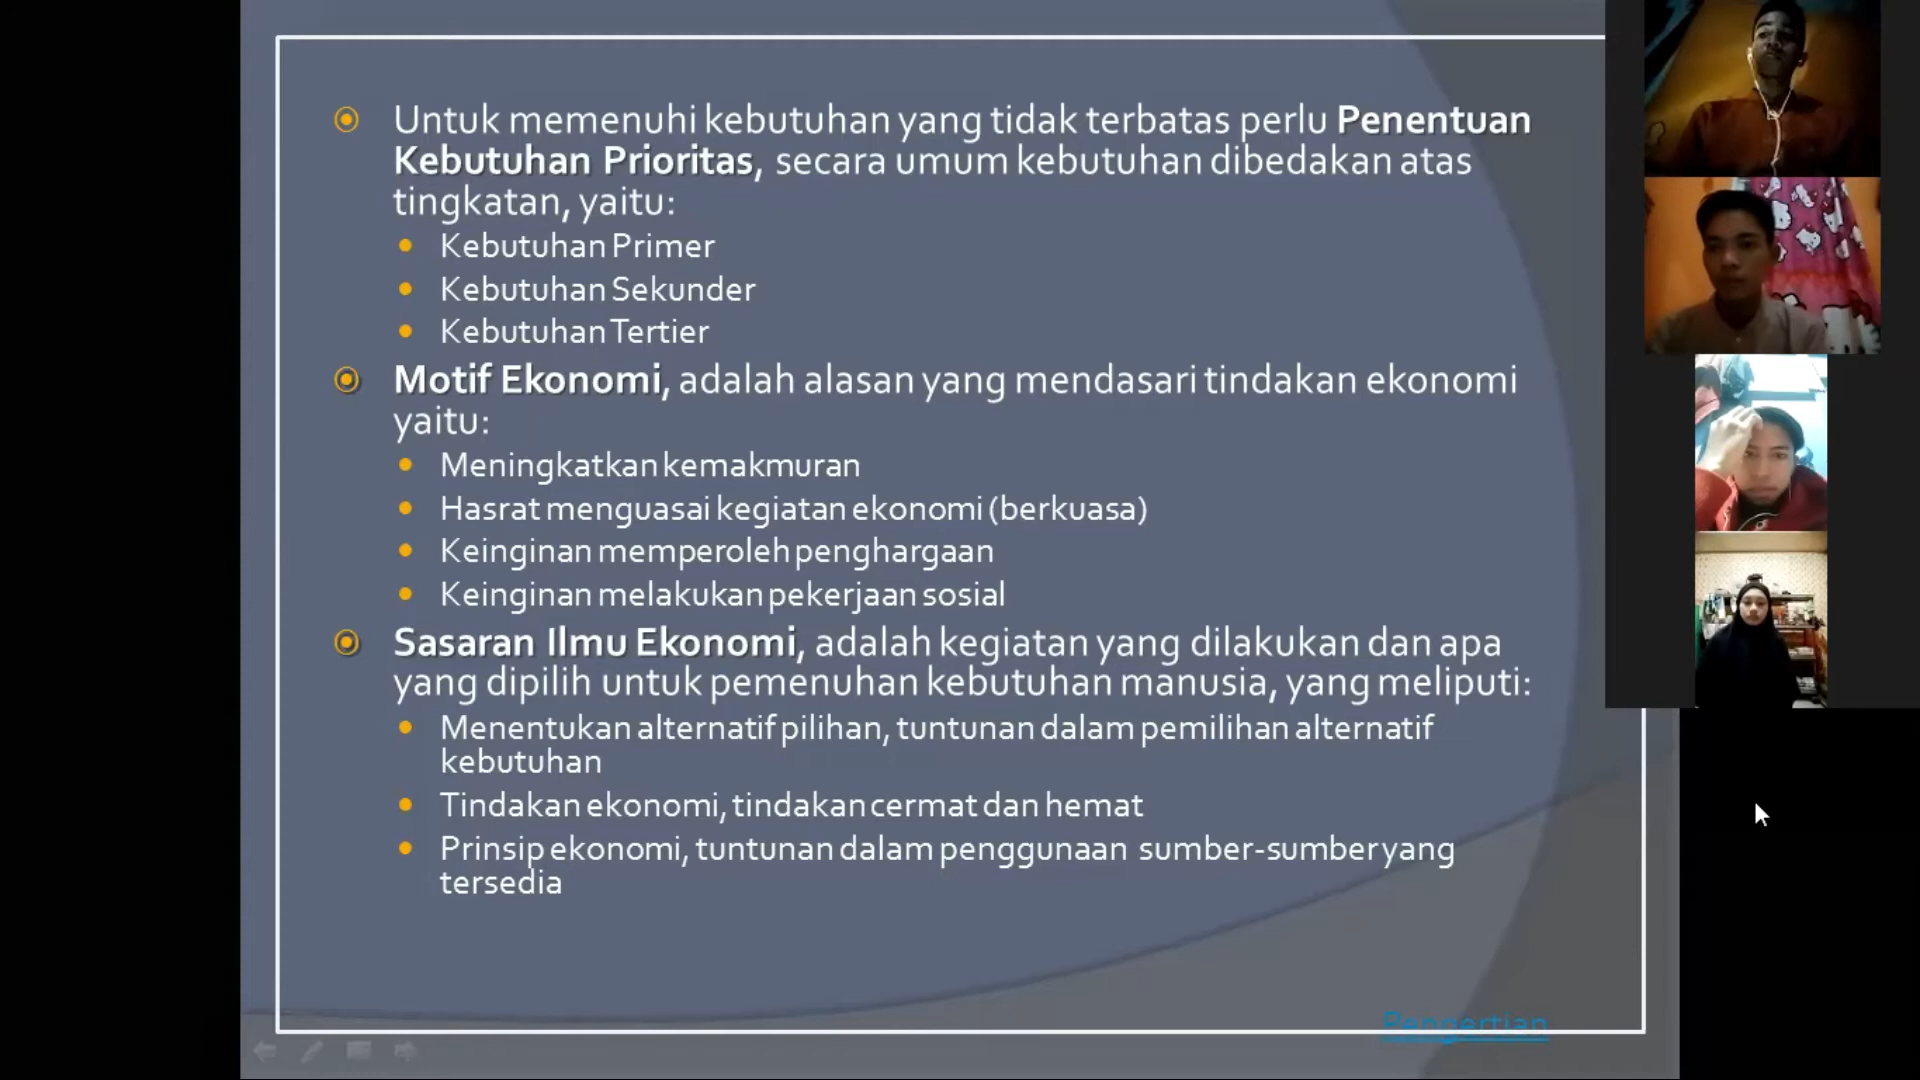 Untuk memenuhi kebutuhan yang tidak terbatas perlu Penentuan
Kebutuhan Prioritas, secara umum kebutuhan dibedakan atas
tingkatan, yaitu:
Kebutuhan Primer
Kebutuhan Sekunder
Kebutuhan Tertier
Motif Ekonomi, adalah alasan yang mendasari tindakan ekonomi
yaitu:
Meningkatkan kemakmuran
Hasrat menguasai kegiatan ekonomi (berkuasa)
Keinginan memperoleh penghargaan
Keinginan melakukan pekerjaan sosial
Sasaran Ilmu Ekonomi, adalah kegiatan yang dilakukan dan apa
yang dipilih untuk pemenuhan kebutuhan manusia, yang meliputi:
Menentukan alternatif pilihan, tuntunan dalam pemilihan alternatif
kebutuhan
Tindakan ekonomi, tindakan cermat dan hemat
Prinsip ekonomi, tuntunan dalam penggunaan sumber-sumber yang
tersedia
Pengertian